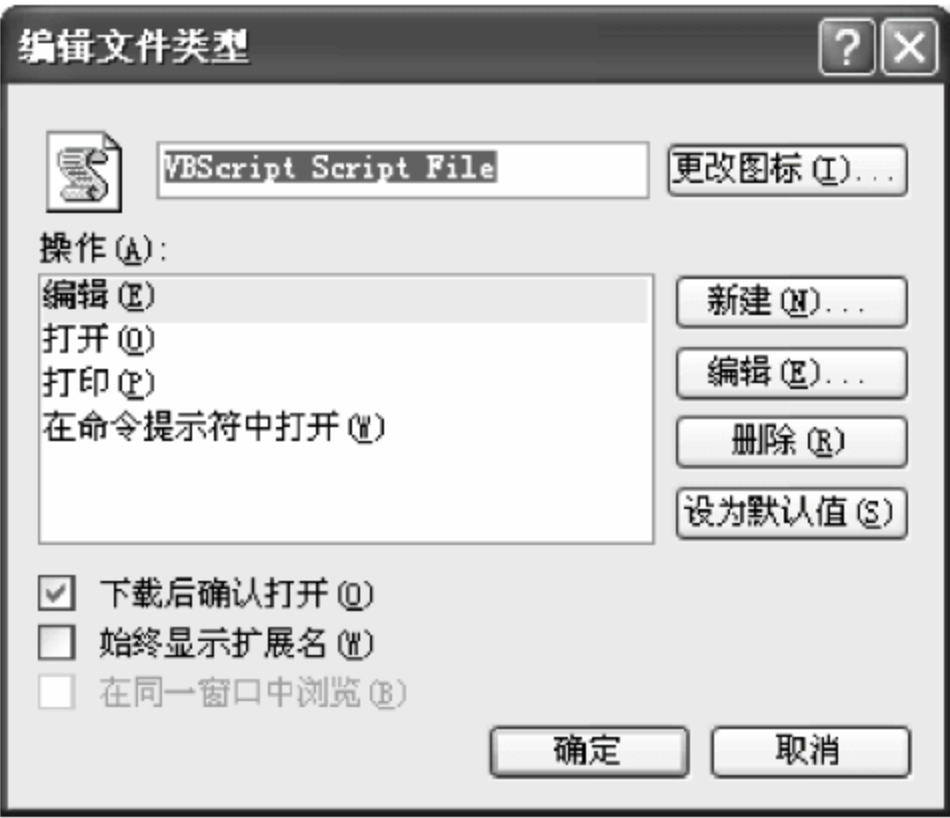 编辑文件类型
VBScript Script File
更改图标(I)...
操作(A):
编辑(E)
打开(O)
打印(P)
在命令提示符中打开(W)
新建(N)...
编辑(E)...
删除(R)
设为默认值(S)
下载后确认打开(O)
始终显示扩展名(W)
在同一窗口中浏览(B)
确定
取消